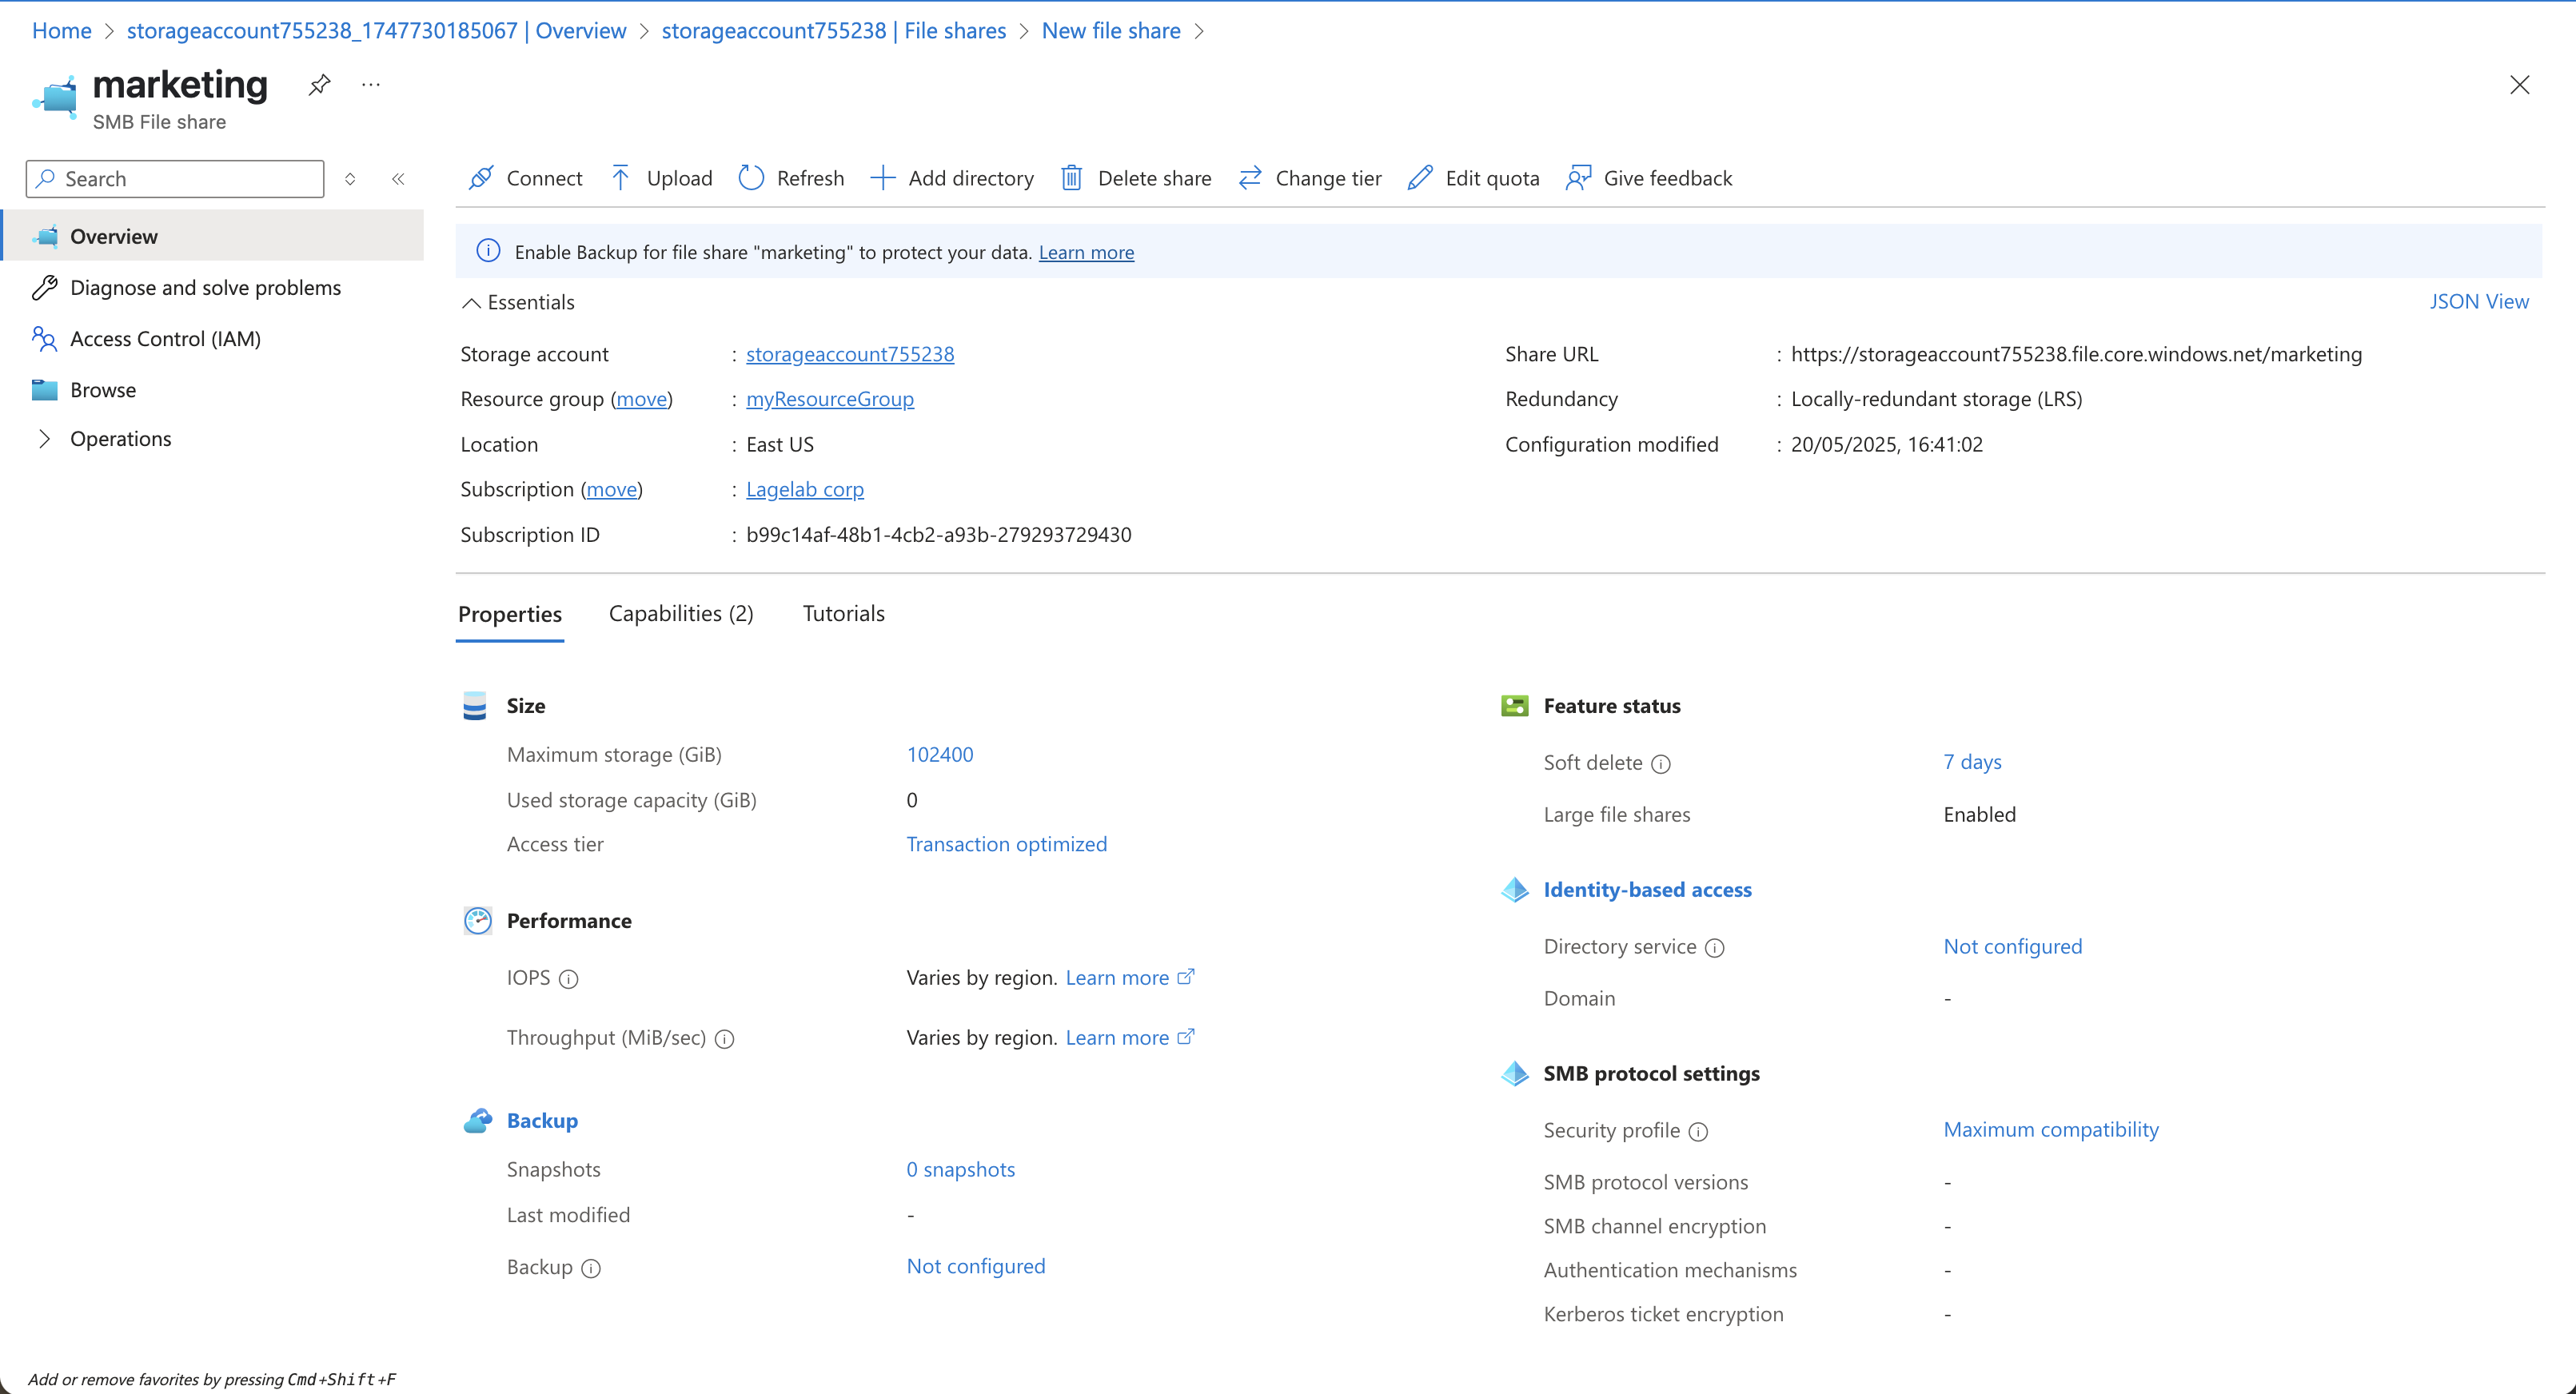 Home > storageaccount755238_1747730185067 | Overview > storageaccount755238 | File shares > New file share >
marketing
SMB File share
Search
Overview
Diagnose and solve problems
Access Control (IAM)
Browse
Operations
Connect Upload Refresh Add directory Delete share Change tier Edit quota Give feedback
Enable Backup for file share "marketing" to protect your data. Learn more
Essentials
JSON View
Storage account : storageaccount755238
Resource group (move) : myResourceGroup
Location : East US
Subscription (move) : Lagelab corp
Subscription ID : b99c14af-48b1-4cb2-a93b-279293729430
Share URL : https://storageaccount755238.file.core.windows.net/marketing
Redundancy : Locally-redundant storage (LRS)
Configuration modified : 20/05/2025, 16:41:02
Properties Capabilities (2) Tutorials
Size
Maximum storage (GiB) 102400
Used storage capacity (GiB) 0
Access tier Transaction optimized
Performance
IOPS Varies by region. Learn more
Throughput (MiB/sec) Varies by region. Learn more
Backup
Snapshots 0 snapshots
Last modified -
Backup Not configured
Feature status
Soft delete 7 days
Large file shares Enabled
Identity-based access
Directory service Not configured
Domain -
SMB protocol settings
Security profile Maximum compatibility
SMB protocol versions -
SMB channel encryption -
Authentication mechanisms -
Kerberos ticket encryption -
Add or remove favorites by pressing Cmd+Shift+F